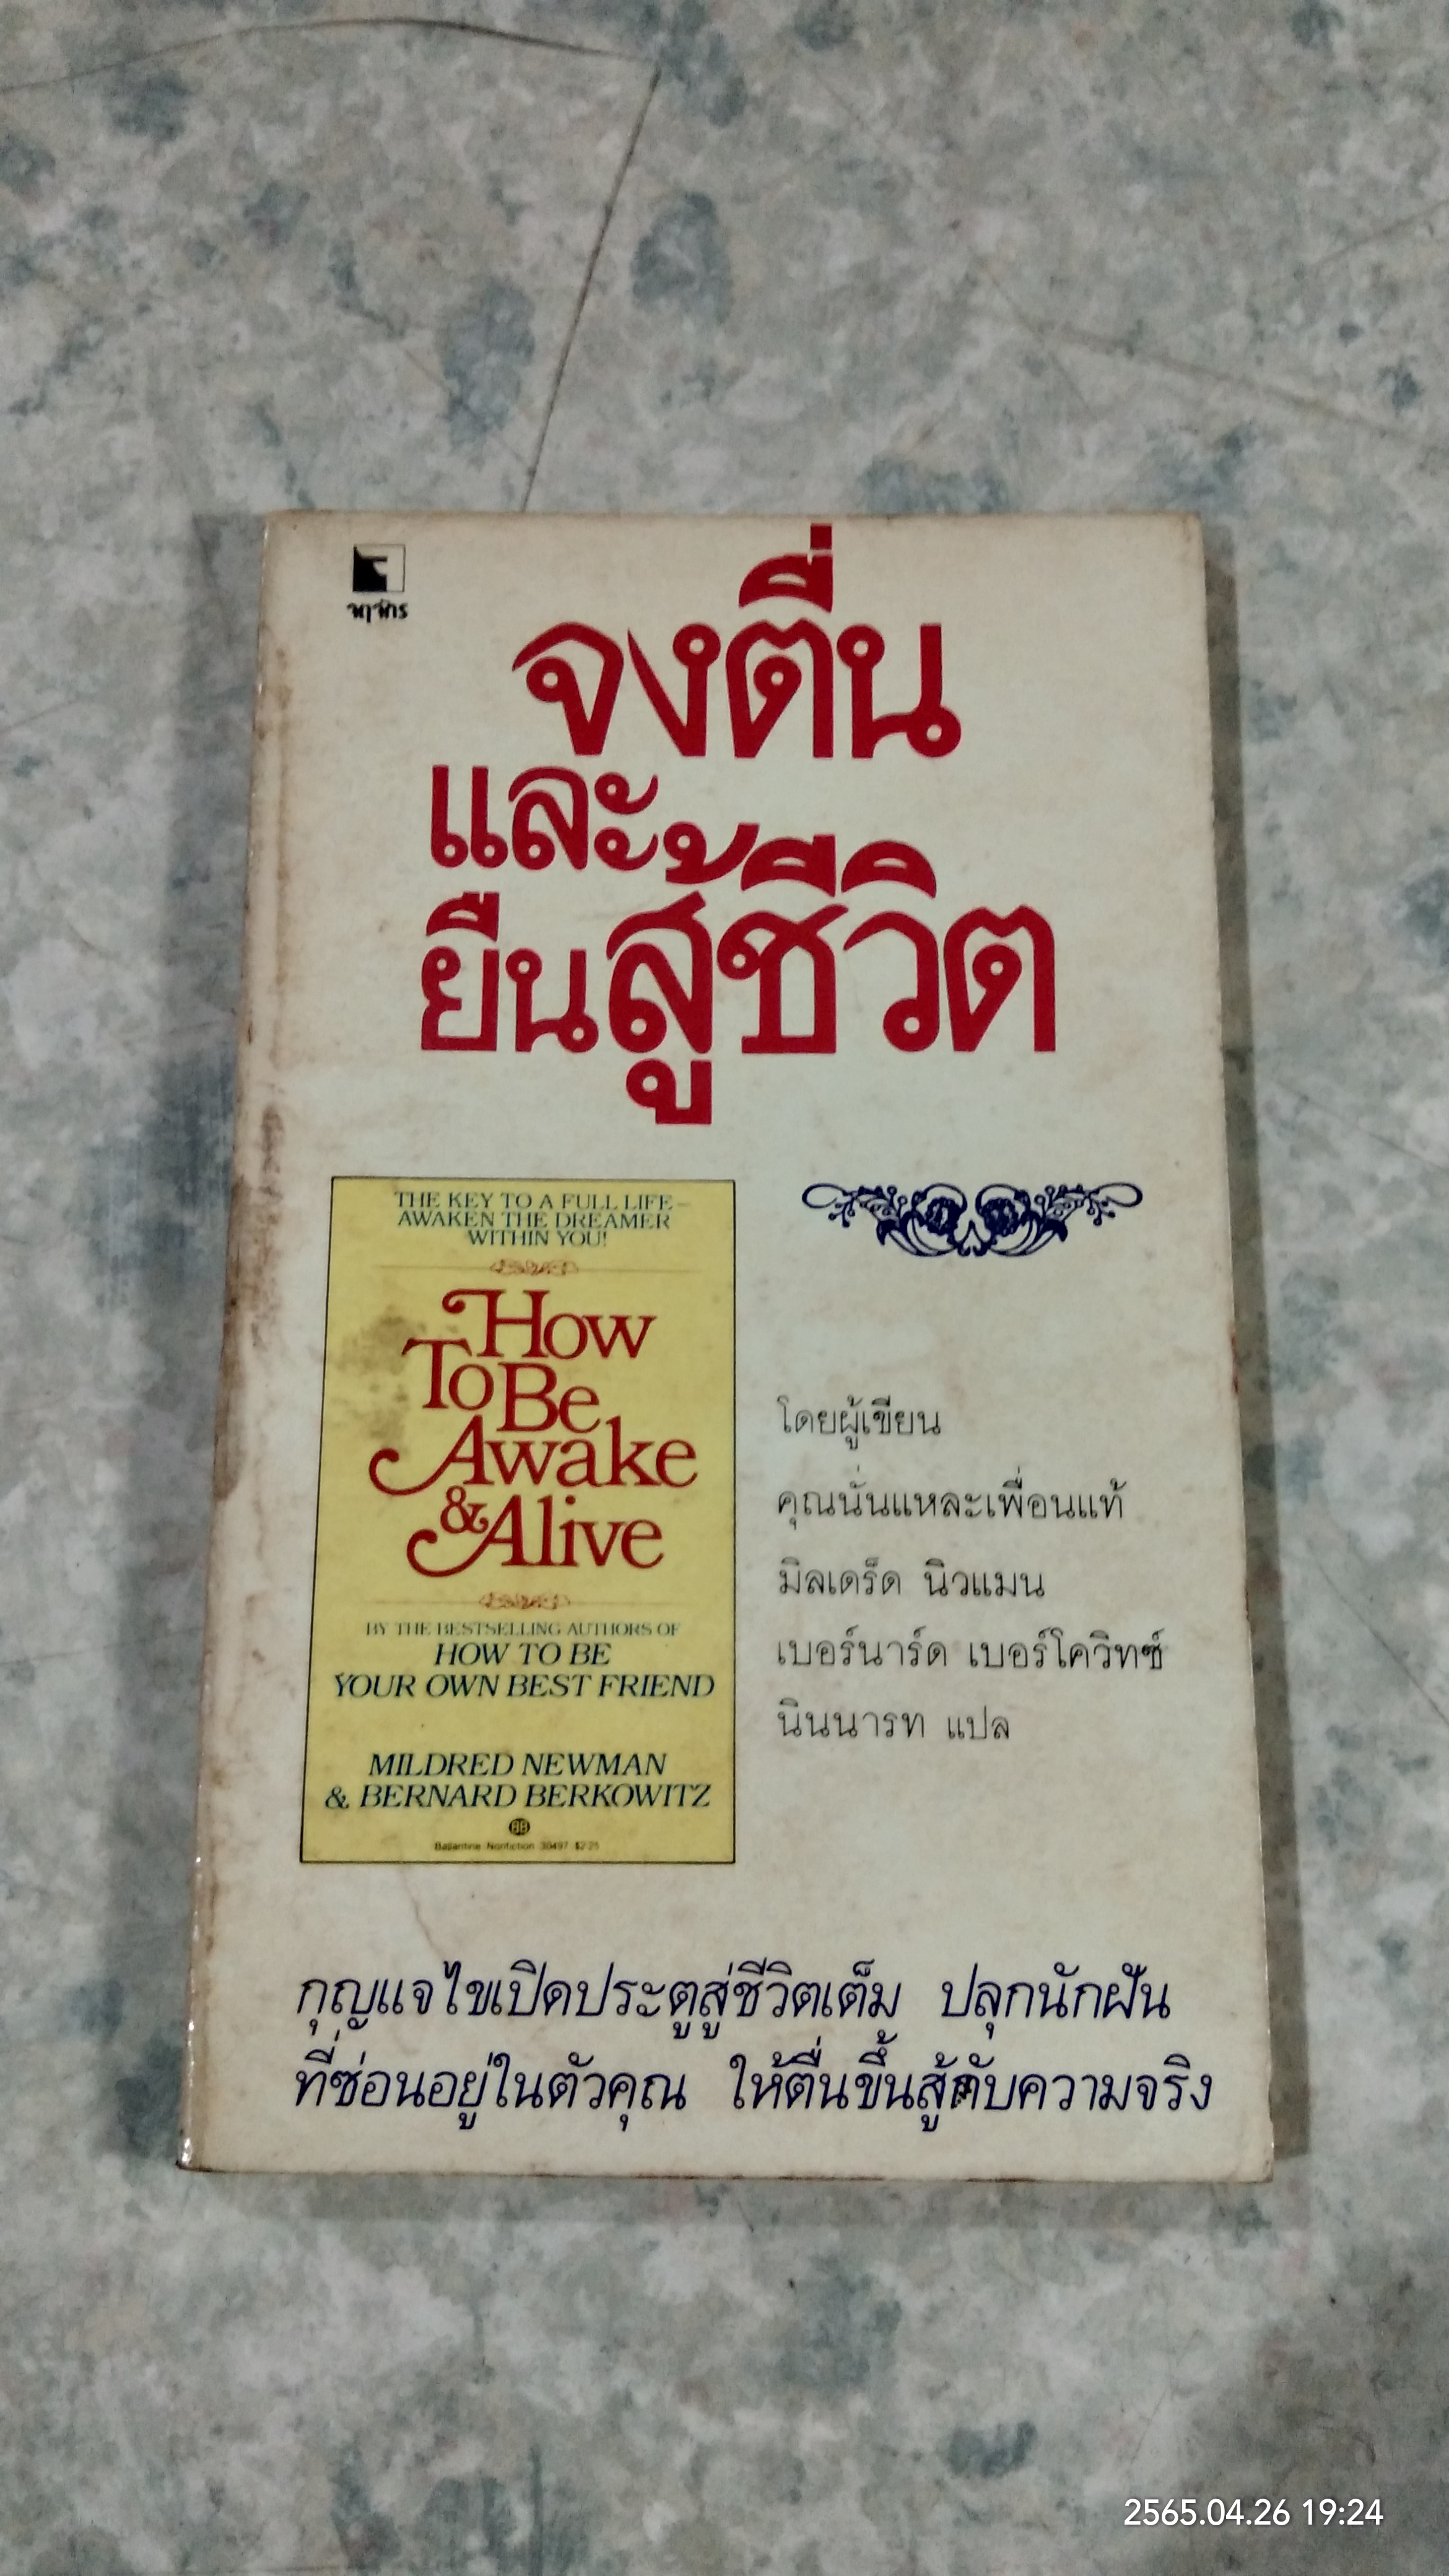 จงตื่น
และ
ยืนสู้ชีวิต
THE KEY TO A FULL LIFE–
AWAKEN THE DREAMER
WITHIN YOU!
How
To Be
Awake
& Alive
BY THE BESTSELLING AUTHORS OF
HOW TO BE
YOUR OWN BEST FRIEND
MILDRED NEWMAN
& BERNARD BERKOWITZ
BB
Ballantine Nonfiction 30497 $2.25
โดยผู้เขียน
คุณนั่นแหละเพื่อนแท้
มิลเดร็ด นิวแมน
เบอร์นาร์ด เบอร์โควิทซ์
นินนารท แปล
กุญแจไขเปิดประตูสู่ชีวิตเต็ม ปลุกนักฝัน
ที่ซ่อนอยู่ในตัวคุณ ให้ตื่นขึ้นสู้กับความจริง
2565.04.26 19:24